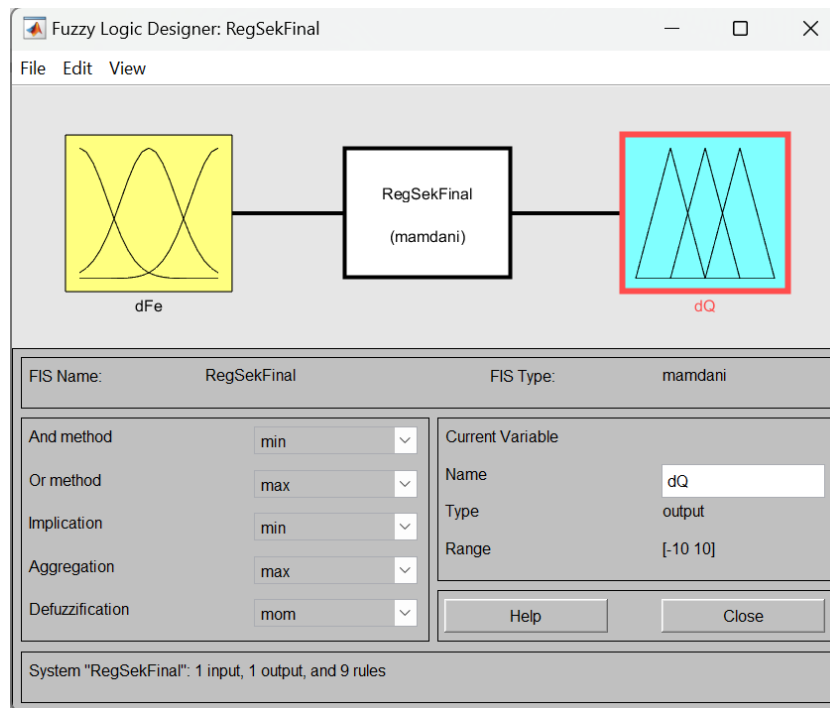 Fuzzy Logic Designer: RegSekFinal
File Edit View
RegSekFinal
(mamdani)
dFe
dQ
FIS Name: RegSekFinal FIS Type: mamdani
And method min
Or method max
Implication min
Aggregation max
Defuzzification mom
Current Variable
Name dQ
Type output
Range [-10 10]
Help Close
System "RegSekFinal": 1 input, 1 output, and 9 rules